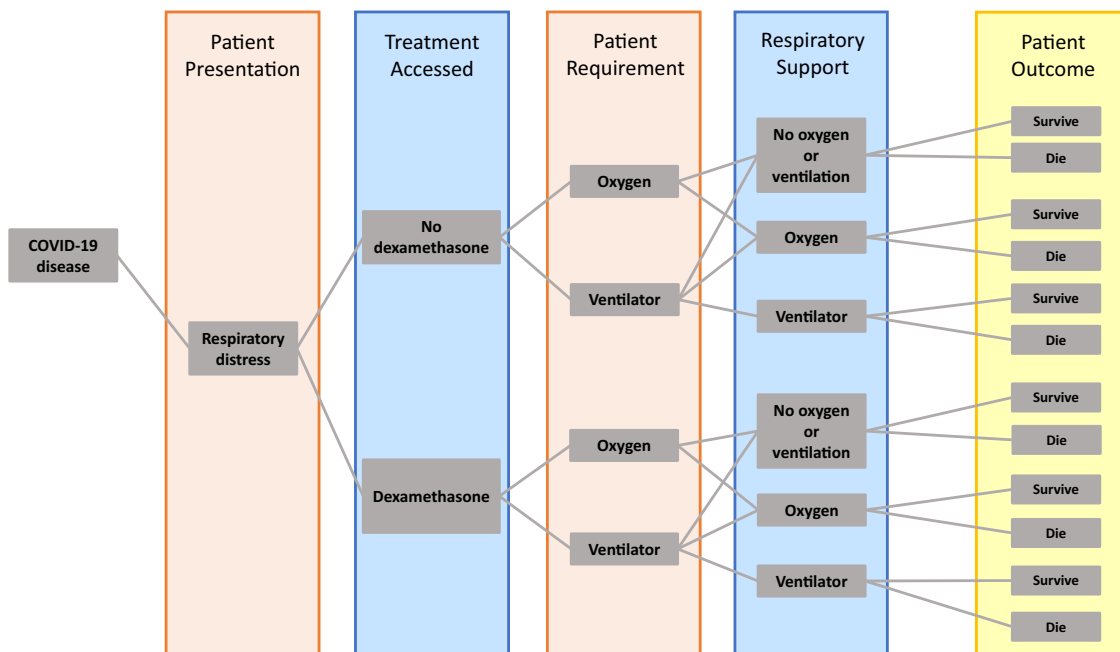 Patient
Presentation
Treatment
Accessed
Patient
Requirement
Respiratory
Support
Patient
Outcome
COVID-19
disease
Respiratory
distress
No
dexamethasone
Dexamethasone
Oxygen
Ventilator
Oxygen
Ventilator
No oxygen
or
ventilation
Oxygen
Ventilator
No oxygen
or
ventilation
Oxygen
Ventilator
Survive
Die
Survive
Die
Survive
Die
Survive
Die
Survive
Die
Survive
Die